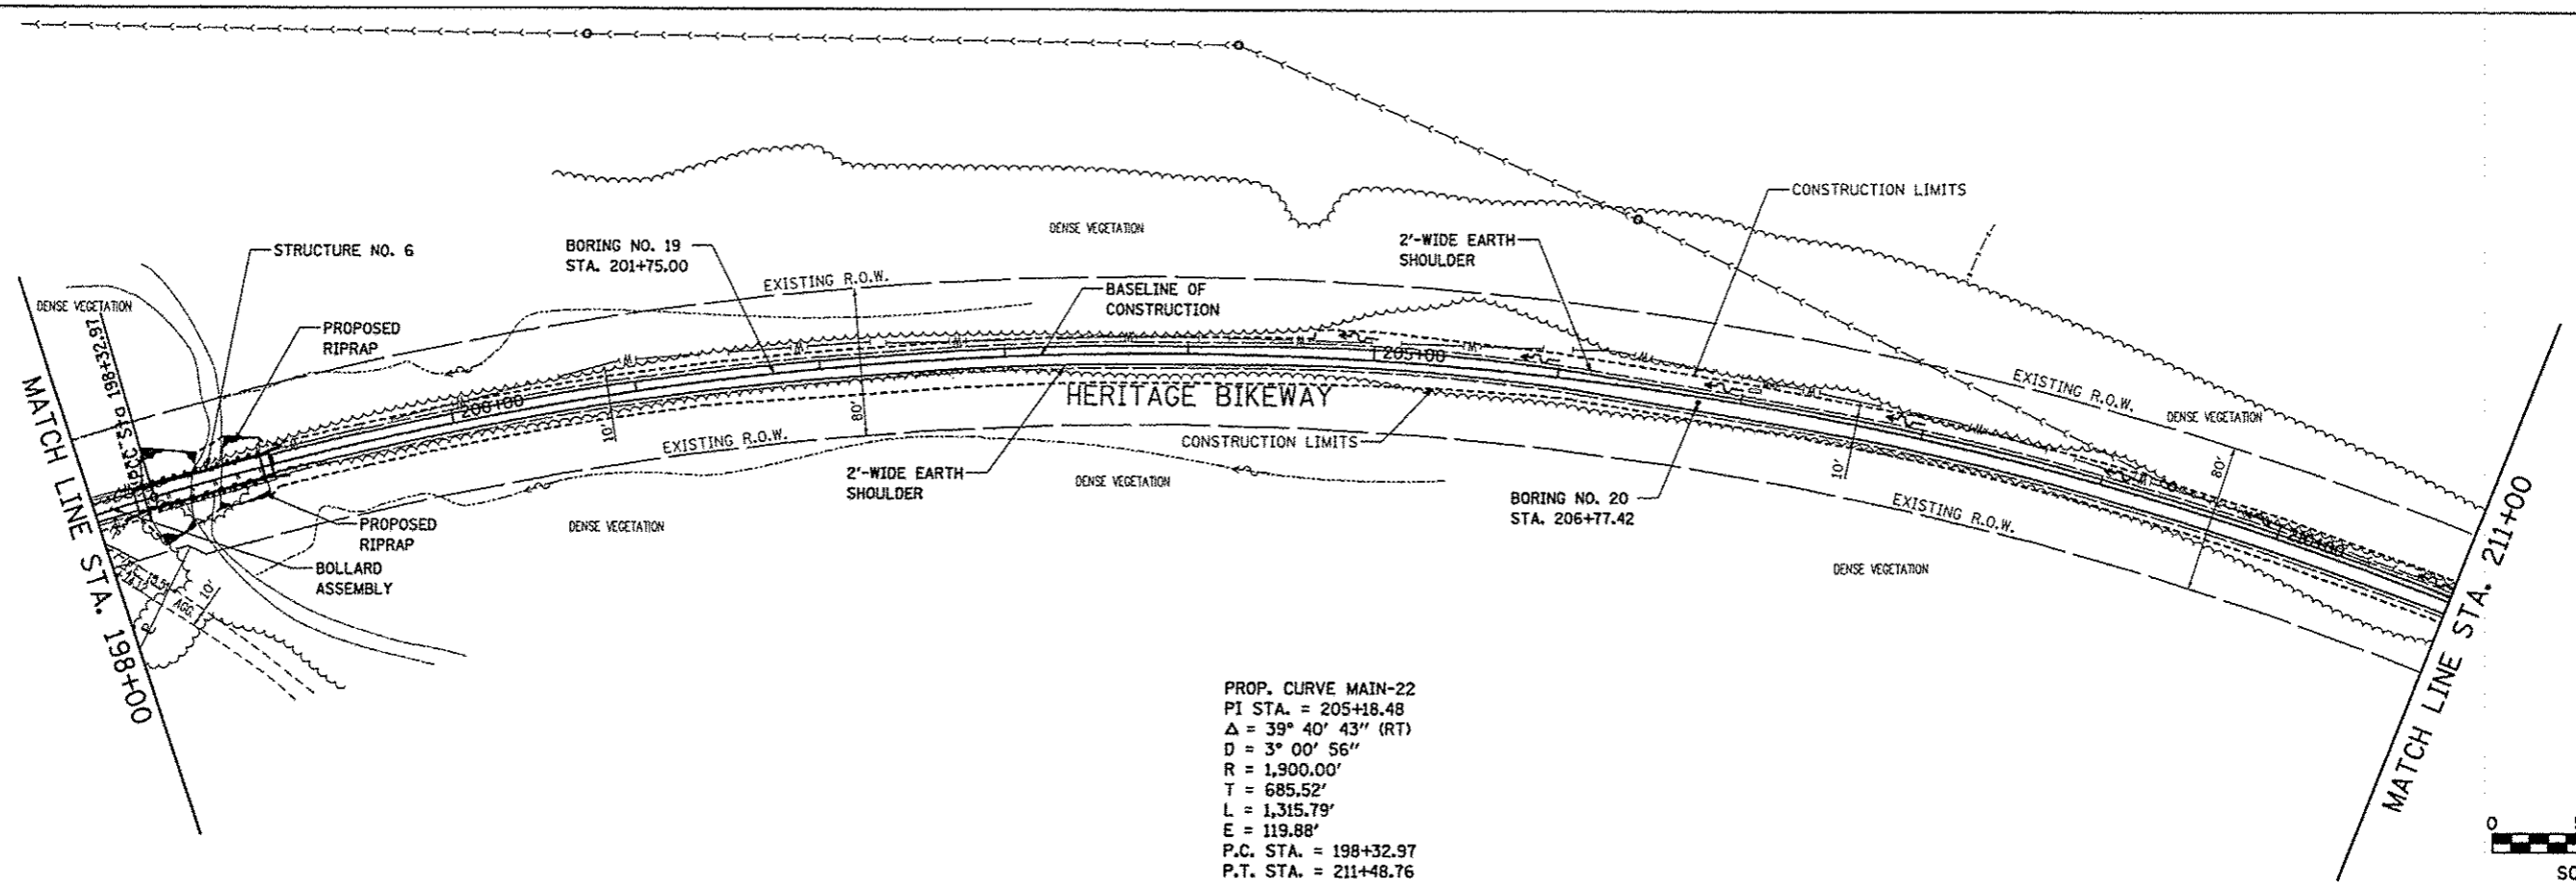 CONSTRUCTION LIMITS
STRUCTURE NO. 6
BORING NO. 19
STA. 201+75.00
DENSE VEGETATION
2'-WIDE EARTH
SHOULDER
EXISTING R.O.W.
BASELINE OF
CONSTRUCTION
DENSE VEGETATION
P.C. STA 198+32.97
PROPOSED
RIPRAP
205+00
EXISTING R.O.W.
DENSE VEGETATION
MATCH LINE STA. 198+00
200+00
10'
80'
HERITAGE BIKEWAY
EXISTING R.O.W.
CONSTRUCTION LIMITS
10'
80'
2'-WIDE EARTH
SHOULDER
DENSE VEGETATION
BORING NO. 20
STA. 206+77.42
EXISTING R.O.W.
PROPOSED
RIPRAP
DENSE VEGETATION
210+00
MATCH LINE STA. 211+00
BOLLARD
ASSEMBLY
DENSE VEGETATION
AGG.
10'
PROP. CURVE MAIN-22
PI STA. = 205+18.48
Δ = 39° 40' 43" (RT)
D = 3° 00' 56"
R = 1,900.00'
T = 685.52'
L = 1,315.79'
E = 119.88'
P.C. STA. = 198+32.97
P.T. STA. = 211+48.76
0